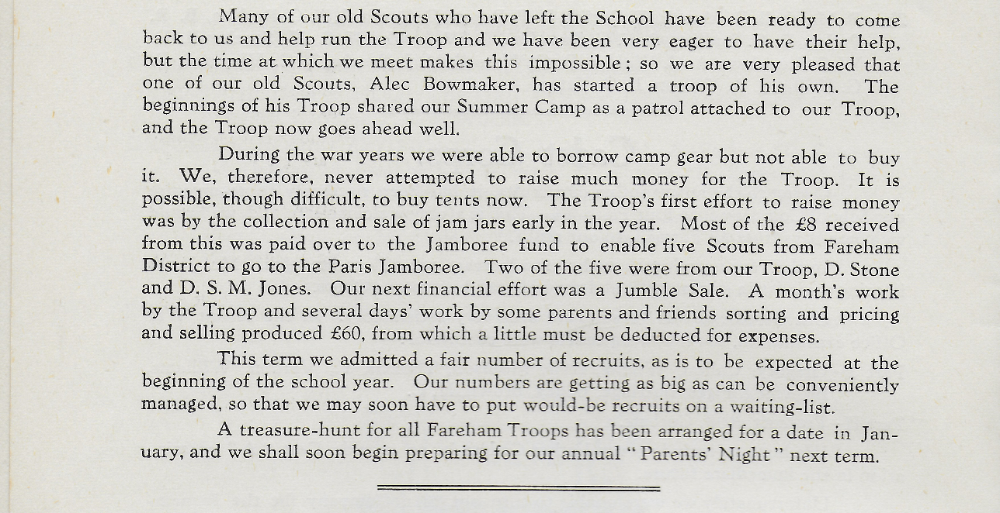 Many of our old Scouts who have left the School have been ready to come
back to us and help run the Troop and we have been very eager to have their help,
but the time at which we meet makes this impossible ; so we are very pleased that
one of our old Scouts, Alec Bowmaker, has started a troop of his own. The
beginnings of his Troop shared our Summer Camp as a patrol attached to our Troop,
and the Troop now goes ahead well.
During the war years we were able to borrow camp gear but not able to buy
it. We, therefore, never attempted to raise much money for the Troop. It is
possible, though difficult, to buy tents now. The Troop's first effort to raise money
was by the collection and sale of jam jars early in the year. Most of the £8 received
from this was paid over to the Jamboree fund to enable five Scouts from Fareham
District to go to the Paris Jamboree. Two of the five were from our Troop, D. Stone
and D. S. M. Jones. Our next financial effort was a Jumble Sale. A month's work
by the Troop and several days' work by some parents and friends sorting and pricing
and selling produced £60, from which a little must be deducted for expenses.
This term we admitted a fair number of recruits, as is to be expected at the
beginning of the school year. Our numbers are getting as big as can be conveniently
managed, so that we may soon have to put would-be recruits on a waiting-list.
A treasure-hunt for all Fareham Troops has been arranged for a date in Jan-
uary, and we shall soon begin preparing for our annual “ Parents' Night ” next term.